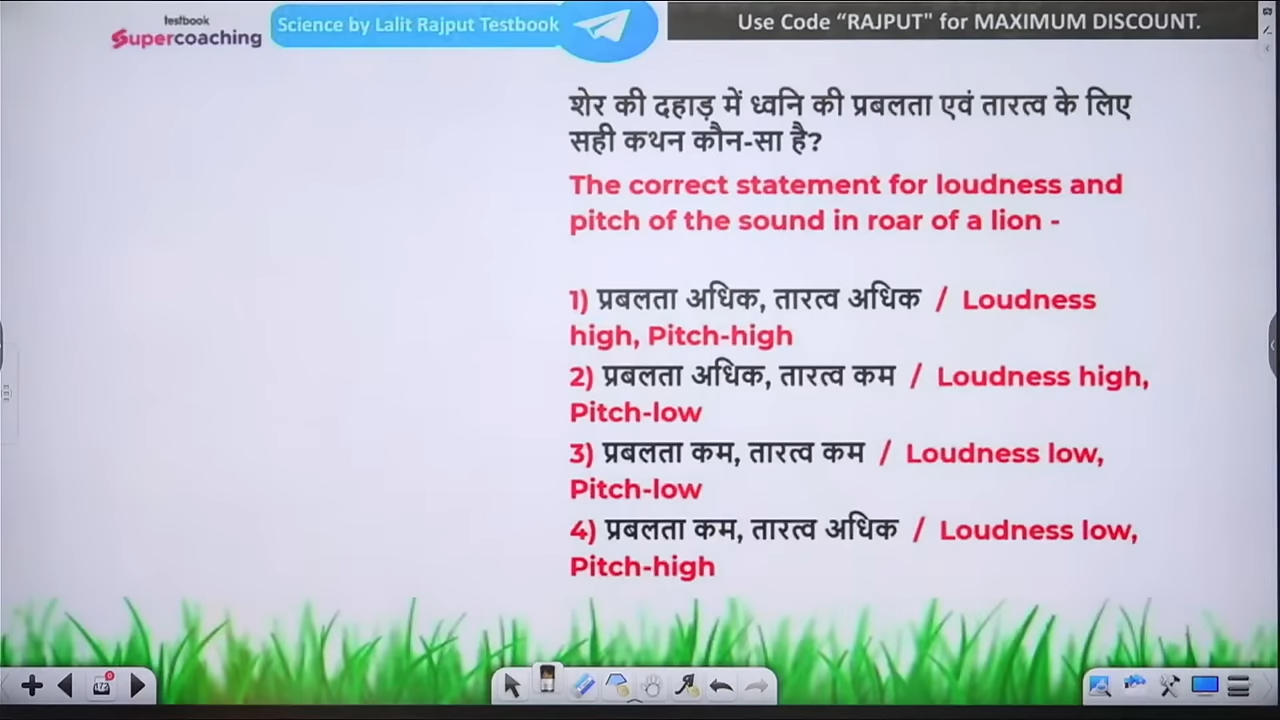 testbook
Supercoaching
Science by Lalit Rajput Testbook
Use Code “RAJPUT" for MAXIMUM DISCOUNT.
शेर की दहाड़ में ध्वनि की प्रबलता एवं तारत्व के लिए
सही कथन कौन-सा है?
The correct statement for loudness and
pitch of the sound in roar of a lion -
1) प्रबलता अधिक, तारत्व अधिक / Loudness
high, Pitch-high
2) प्रबलता अधिक, तारत्व कम / Loudness high,
Pitch-low
3) प्रबलता कम, तारत्व कम / Loudness low,
Pitch-low
4) प्रबलता कम, तारत्व अधिक / Loudness low,
Pitch-high